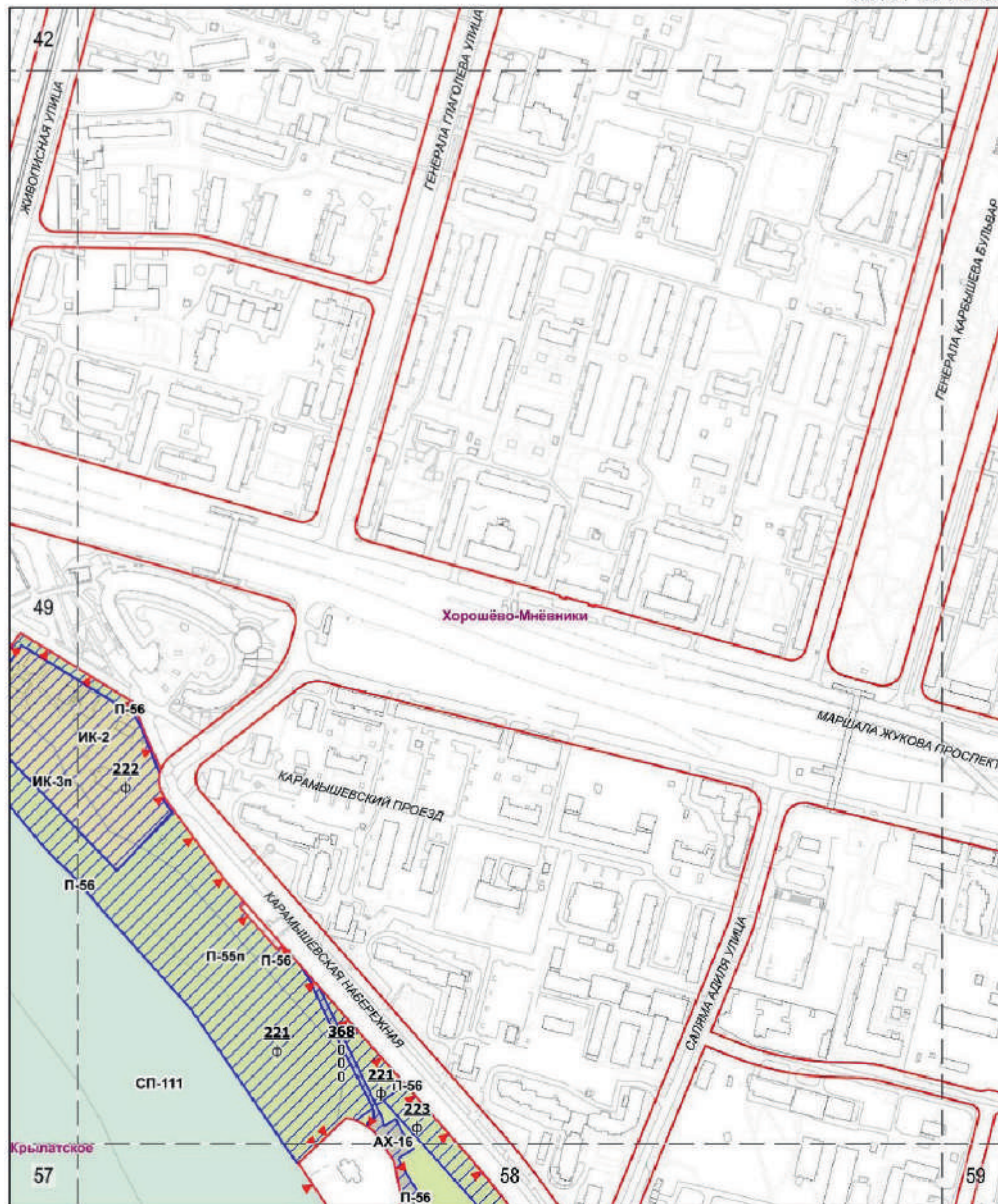 42
ЖИВОПИСНАЯ УЛИЦА
ГЕНЕРАЛА ГЛАГОЛЕВА УЛИЦА
ГЕНЕРАЛА КАРБЫШЕВА БУЛЬВАР
49
Хорошёво-Мнёвники
П-56
ИК-2
222
Ф
ИК-3п
МАРШАЛА ЖУКОВА ПРОСПЕКТ
КАРАМЫШЕВСКИЙ ПРОЕЗД
П-56
КАРАМЫШЕВСКАЯ НАБЕРЕЖНАЯ
П-55п
П-56
САЛЯМА АДИЛЯ УЛИЦА
221
Ф
368
0
0
0
СП-111
221
Ф
П-56
223
Ф
АХ-16
Крылатское
57
58
59
П-56